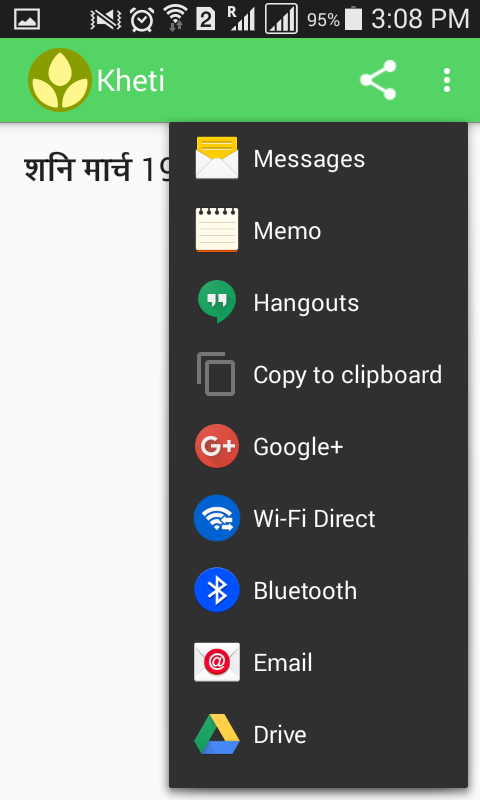 2 R 95% 3:08 PM
Kheti
शनि मार्च 19
Messages
Memo
Hangouts
Copy to clipboard
G+ Google+
Wi-Fi Direct
Bluetooth
@ Email
Drive